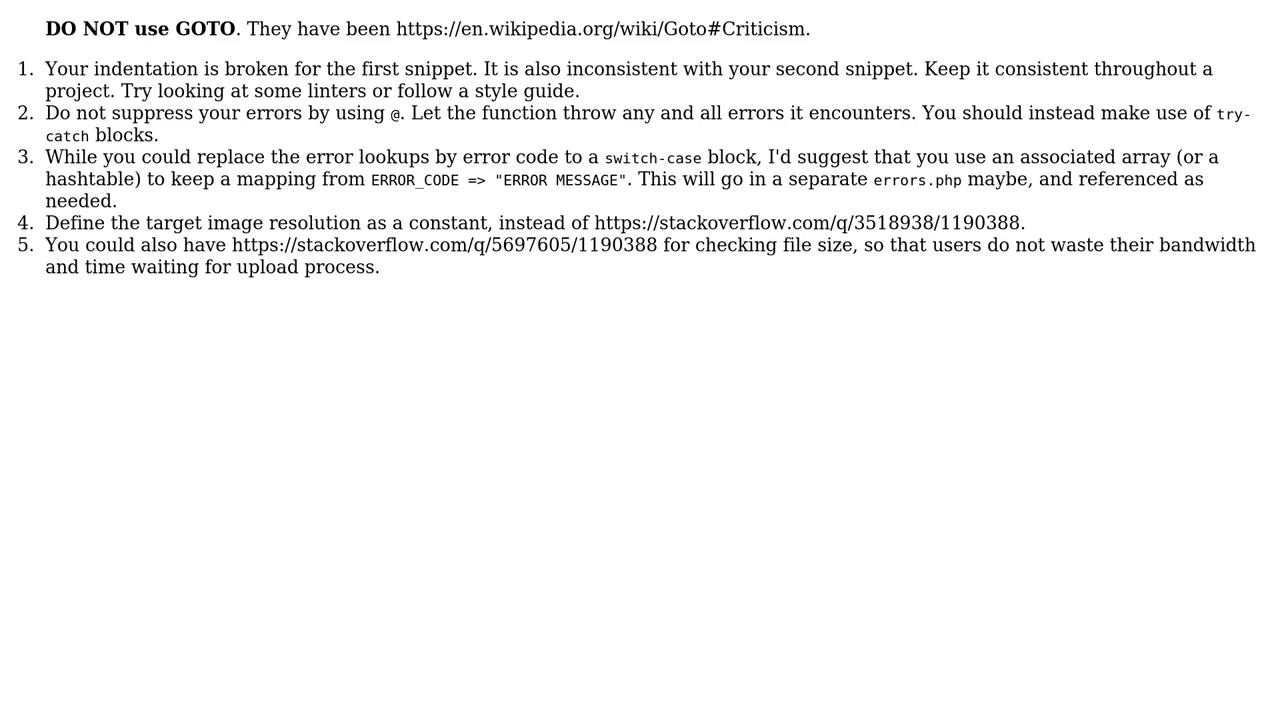 DO NOT use GOTO. They have been https://en.wikipedia.org/wiki/Goto#Criticism.
1. Your indentation is broken for the first snippet. It is also inconsistent with your second snippet. Keep it consistent throughout a
project. Try looking at some linters or follow a style guide.
2. Do not suppress your errors by using @. Let the function throw any and all errors it encounters. You should instead make use of try-
catch blocks.
3. While you could replace the error lookups by error code to a switch-case block, I'd suggest that you use an associated array (or a
hashtable) to keep a mapping from ERROR_CODE => "ERROR MESSAGE". This will go in a separate errors.php maybe, and referenced as
needed.
4. Define the target image resolution as a constant, instead of https://stackoverflow.com/q/3518938/1190388.
5. You could also have https://stackoverflow.com/q/5697605/1190388 for checking file size, so that users do not waste their bandwidth
and time waiting for upload process.